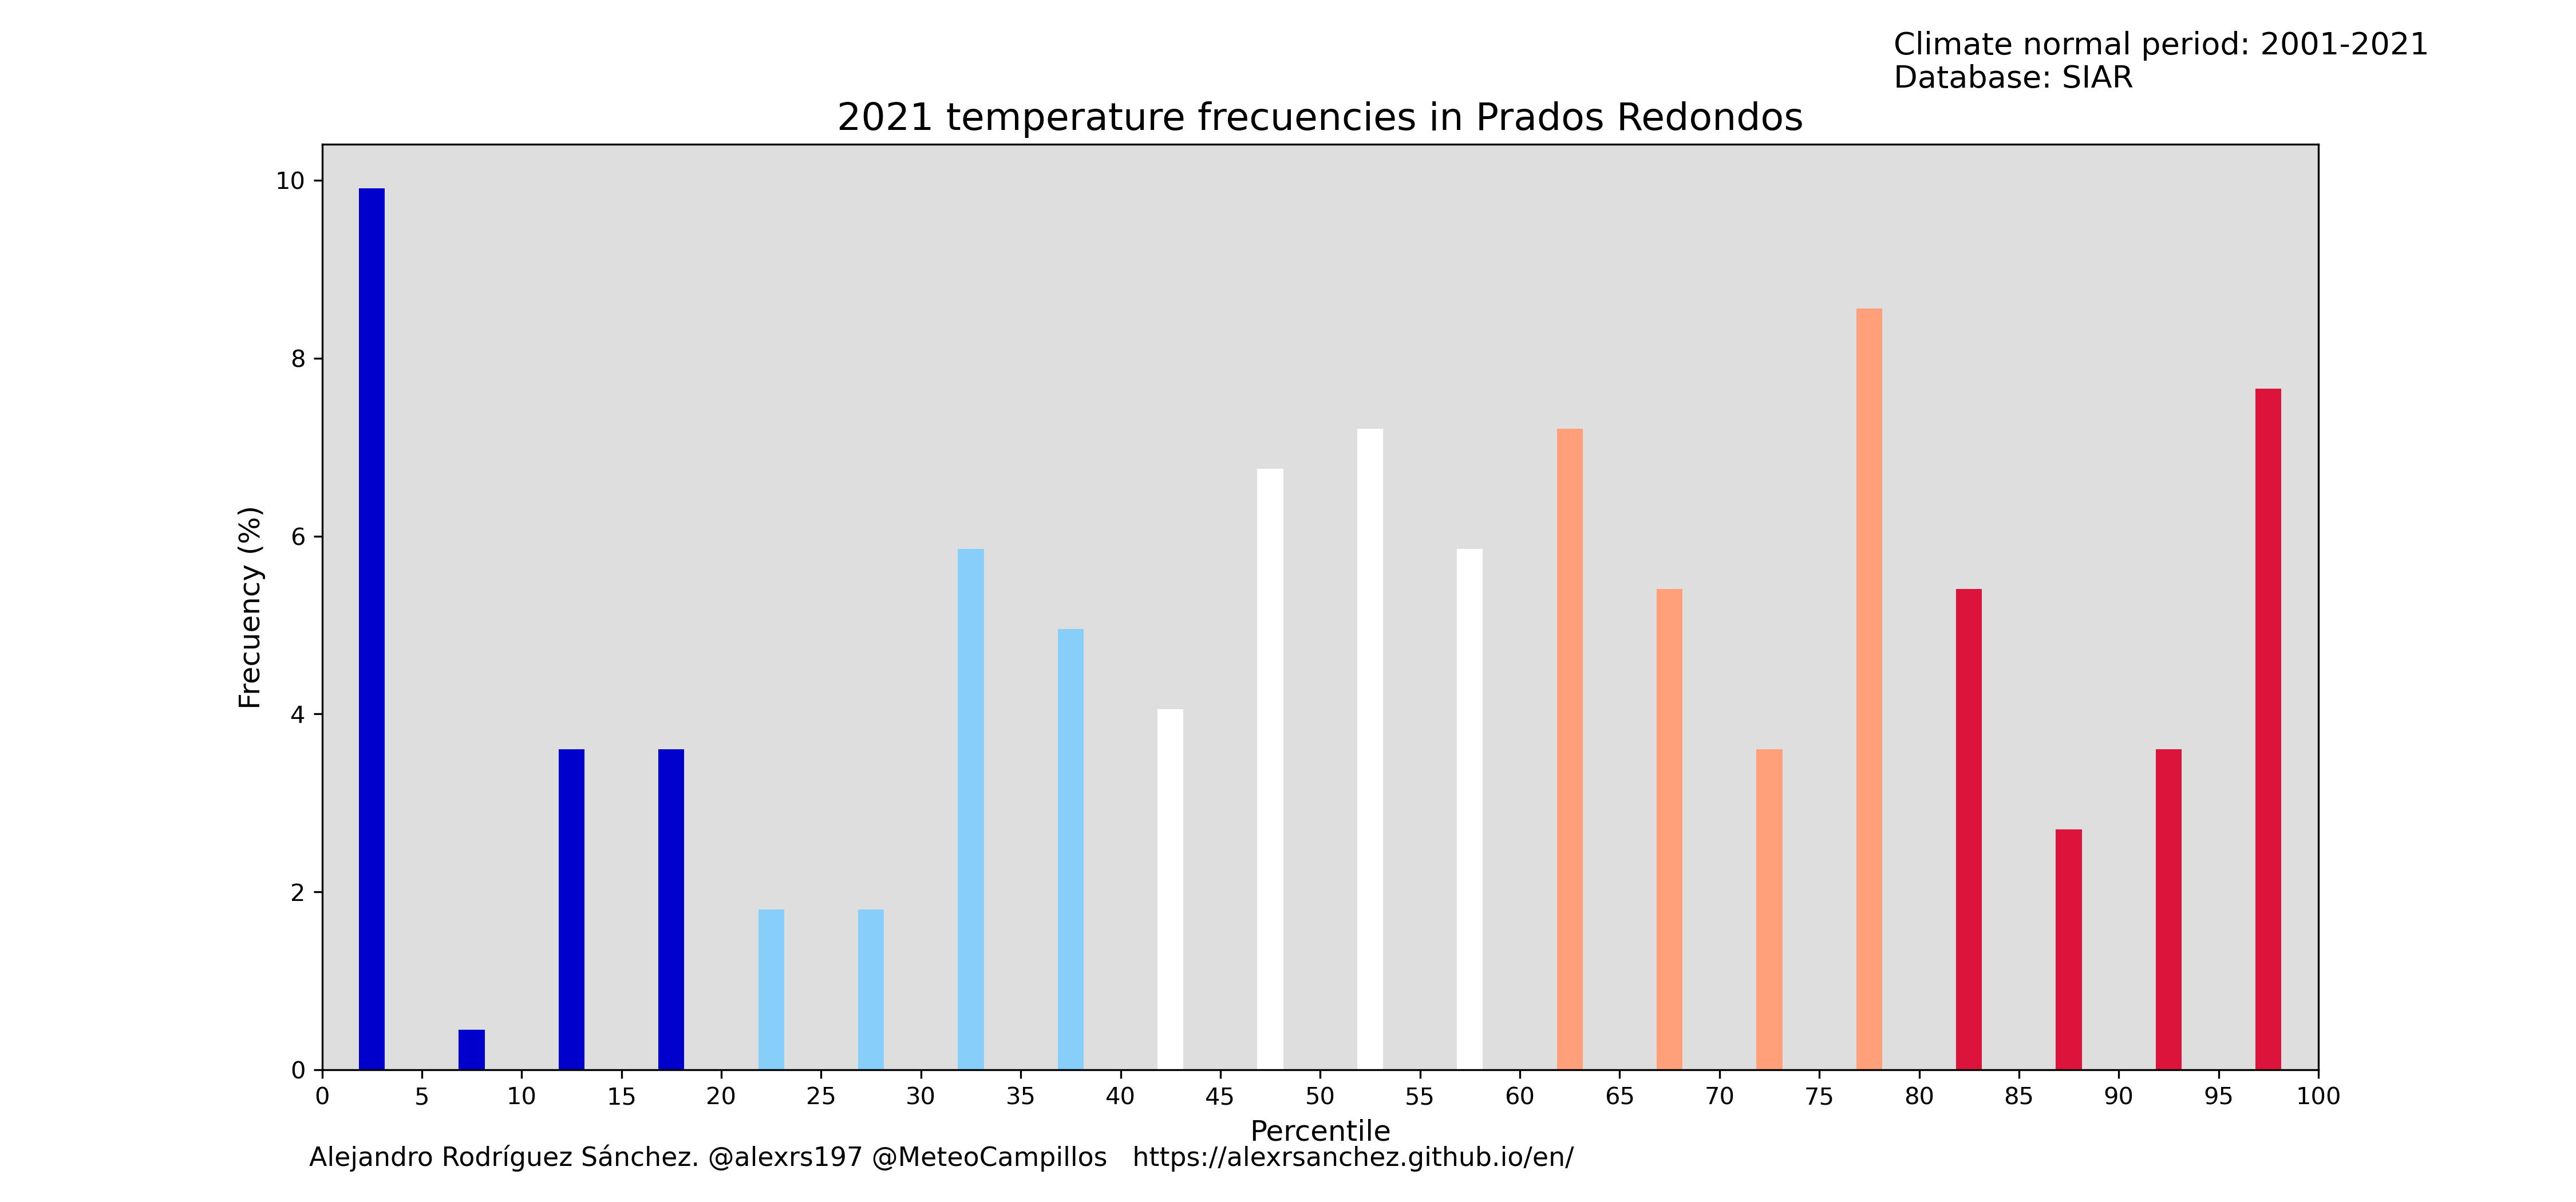 Climate normal period: 2001-2021
Database: SIAR
2021 temperature frecuencies in Prados Redondos
Frecuency (%)
10
8
6
4
2
0
0 5 10 15 20 25 30 35 40 45 50 55 60 65 70 75 80 85 90 95 100
Percentile
Alejandro Rodríguez Sánchez. @alexrs197 @MeteoCampillos https://alexrsanchez.github.io/en/